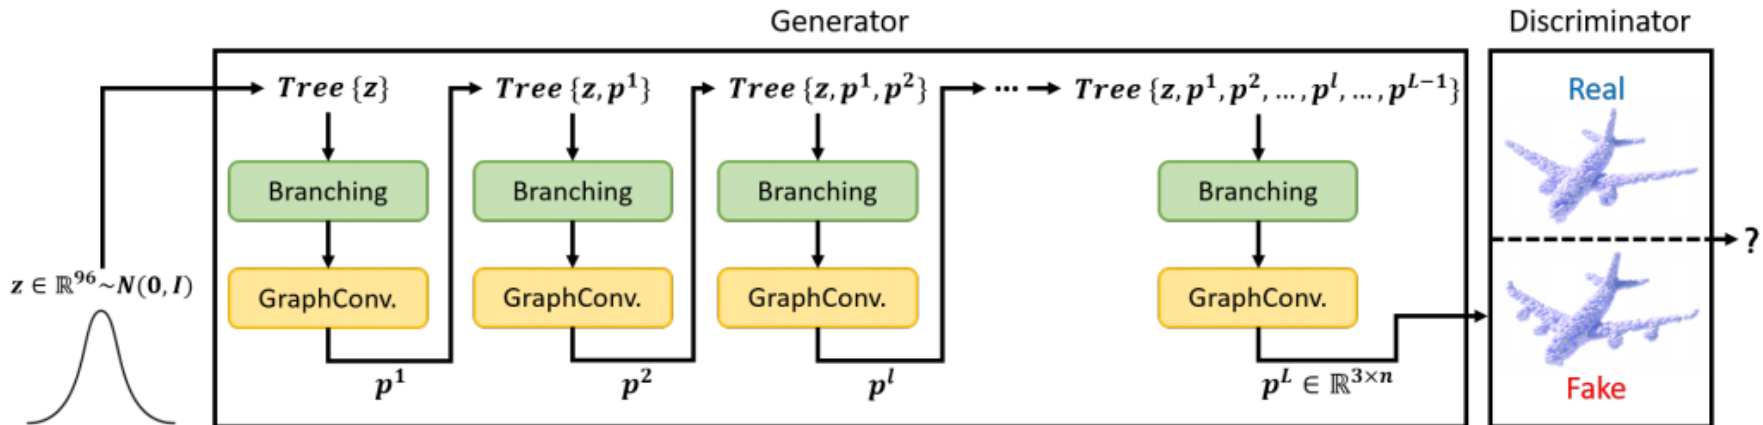 Generator
Discriminator
Tree {z}
Tree {z, p¹}
Tree {z, p¹, p²}
...
Tree {z, p¹, p², ..., pˡ, ..., pᴸ⁻¹}
Real
Branching
Branching
Branching
Branching
?
z ∈ ℝ⁹⁶~N(0, I)
GraphConv.
GraphConv.
GraphConv.
GraphConv.
p¹
p²
pˡ
pᴸ ∈ ℝ³ˣⁿ
Fake